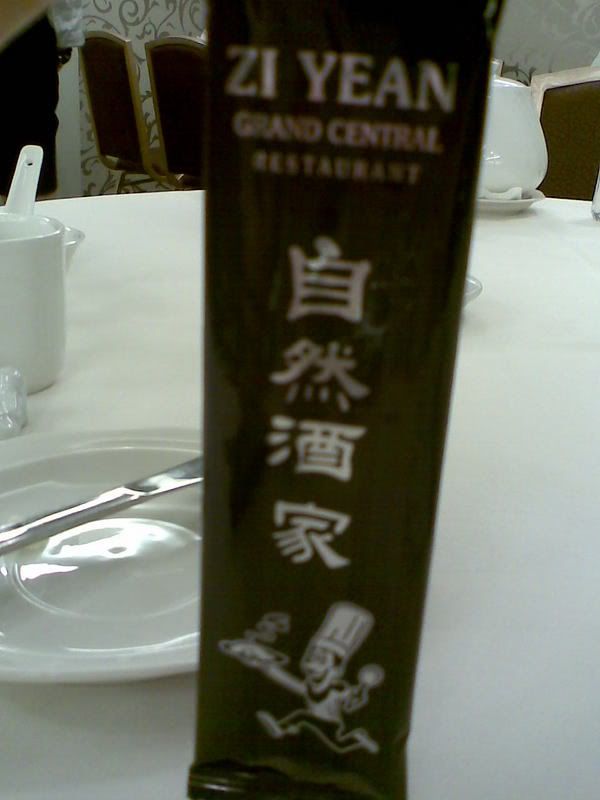 ZI YEAN
GRAND CENTRAL
RESTAURANT
自然酒家